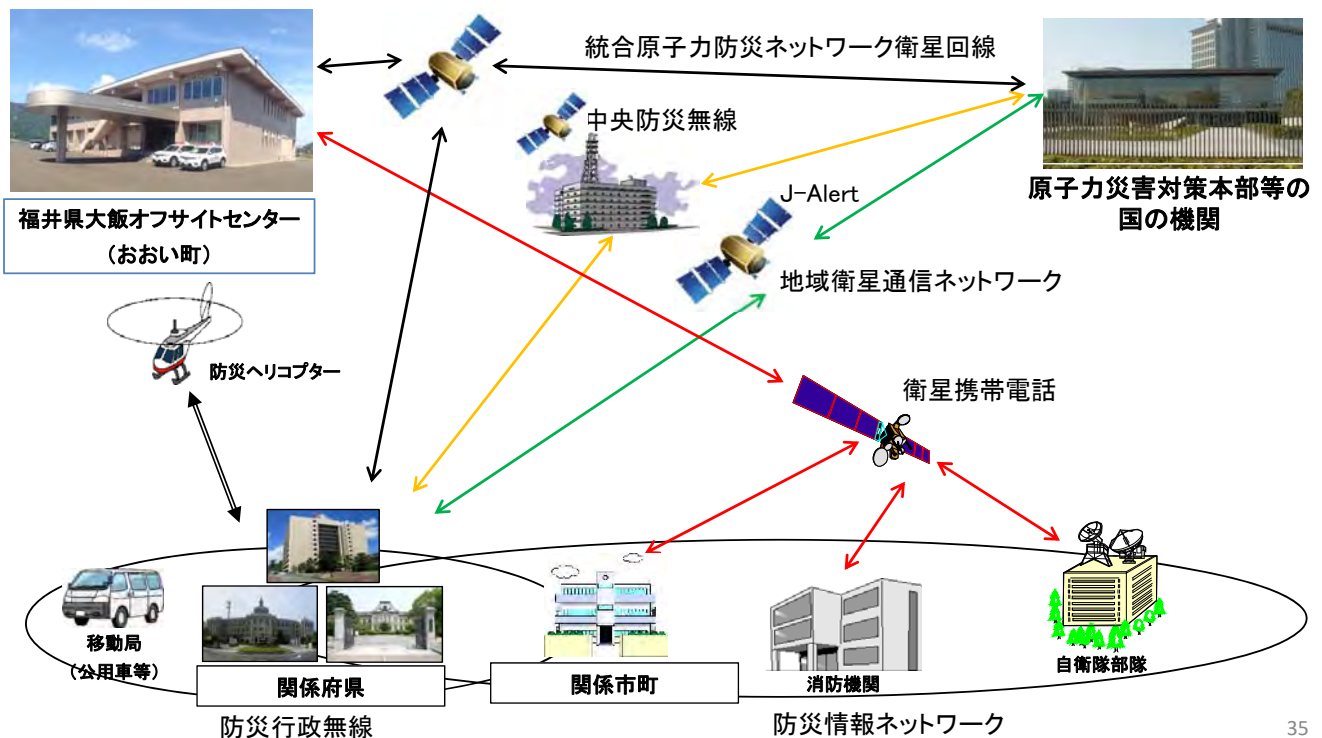 統合原子力防災ネットワーク衛星回線
中央防災無線
J-Alert
原子力災害対策本部等の
国の機関
福井県大飯オフサイトセンター
（おおい町）
地域衛星通信ネットワーク
防災ヘリコプター
衛星携帯電話
移動局
（公用車等）
関係府県
関係市町
消防機関
自衛隊部隊
防災行政無線
防災情報ネットワーク
35